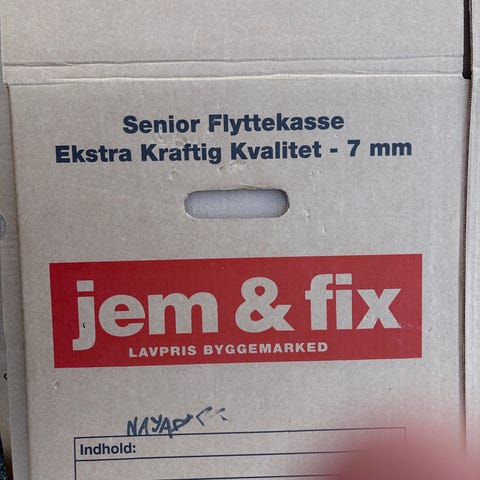 Senior Flyttekasse
Ekstra Kraftig Kvalitet - 7 mm
jem & fix
LAVPRIS BYGGEMARKED
Indhold: